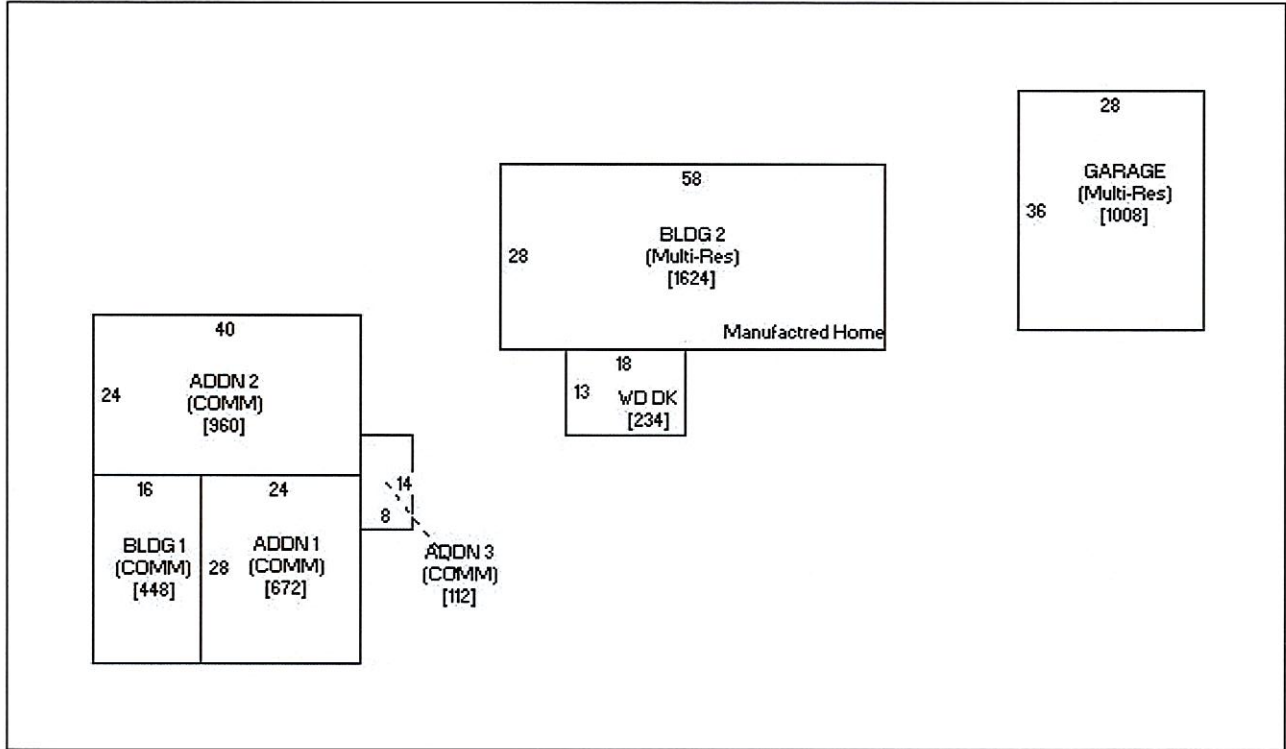 28
GARAGE
(Multi-Res)
[1008]
36
58
BLDG 2
(Multi-Res)
[1624]
28
Manufactred Home
18
13
WD DK
[234]
40
24
ADDN 2
(COMM)
[960]
14
8
ADDN 3
(COMM)
[112]
16
BLDG 1
(COMM)
[448]
24
28
ADDN 1
(COMM)
[672]